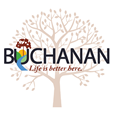 BUCHANAN
Life is better here.